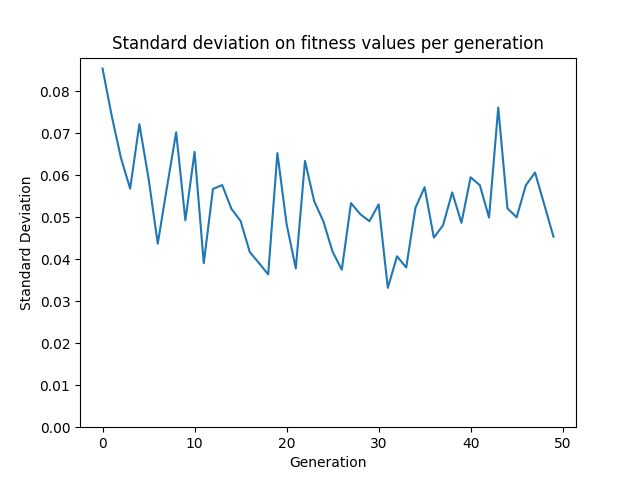 Standard deviation on fitness values per generation
Standard Deviation
0.08
0.07
0.06
0.05
0.04
0.03
0.02
0.01
0.00
0 10 20 30 40 50
Generation